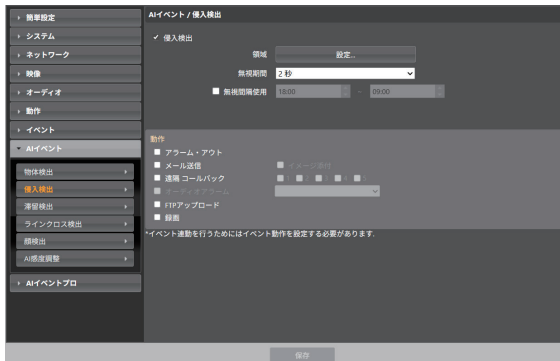 簡単設定
システム
ネットワーク
映像
オーディオ
動作
イベント
AIイベント
物体検出
侵入検出
滞留検出
ラインクロス検出
顔検出
AI感度調整
AIイベントプロ
AIイベント / 侵入検出
侵入検出
領域 設定...
無視期間 2 秒
無視間隔使用 18:00 ~ 09:00
動作
アラーム・アウト
メール送信 イメージ添付
遠隔 コールバック 1 2 3 4 5
オーディオアラーム
FTPアップロード
録画
*イベント連動を行うためにはイベント動作を設定する必要があります.
保存